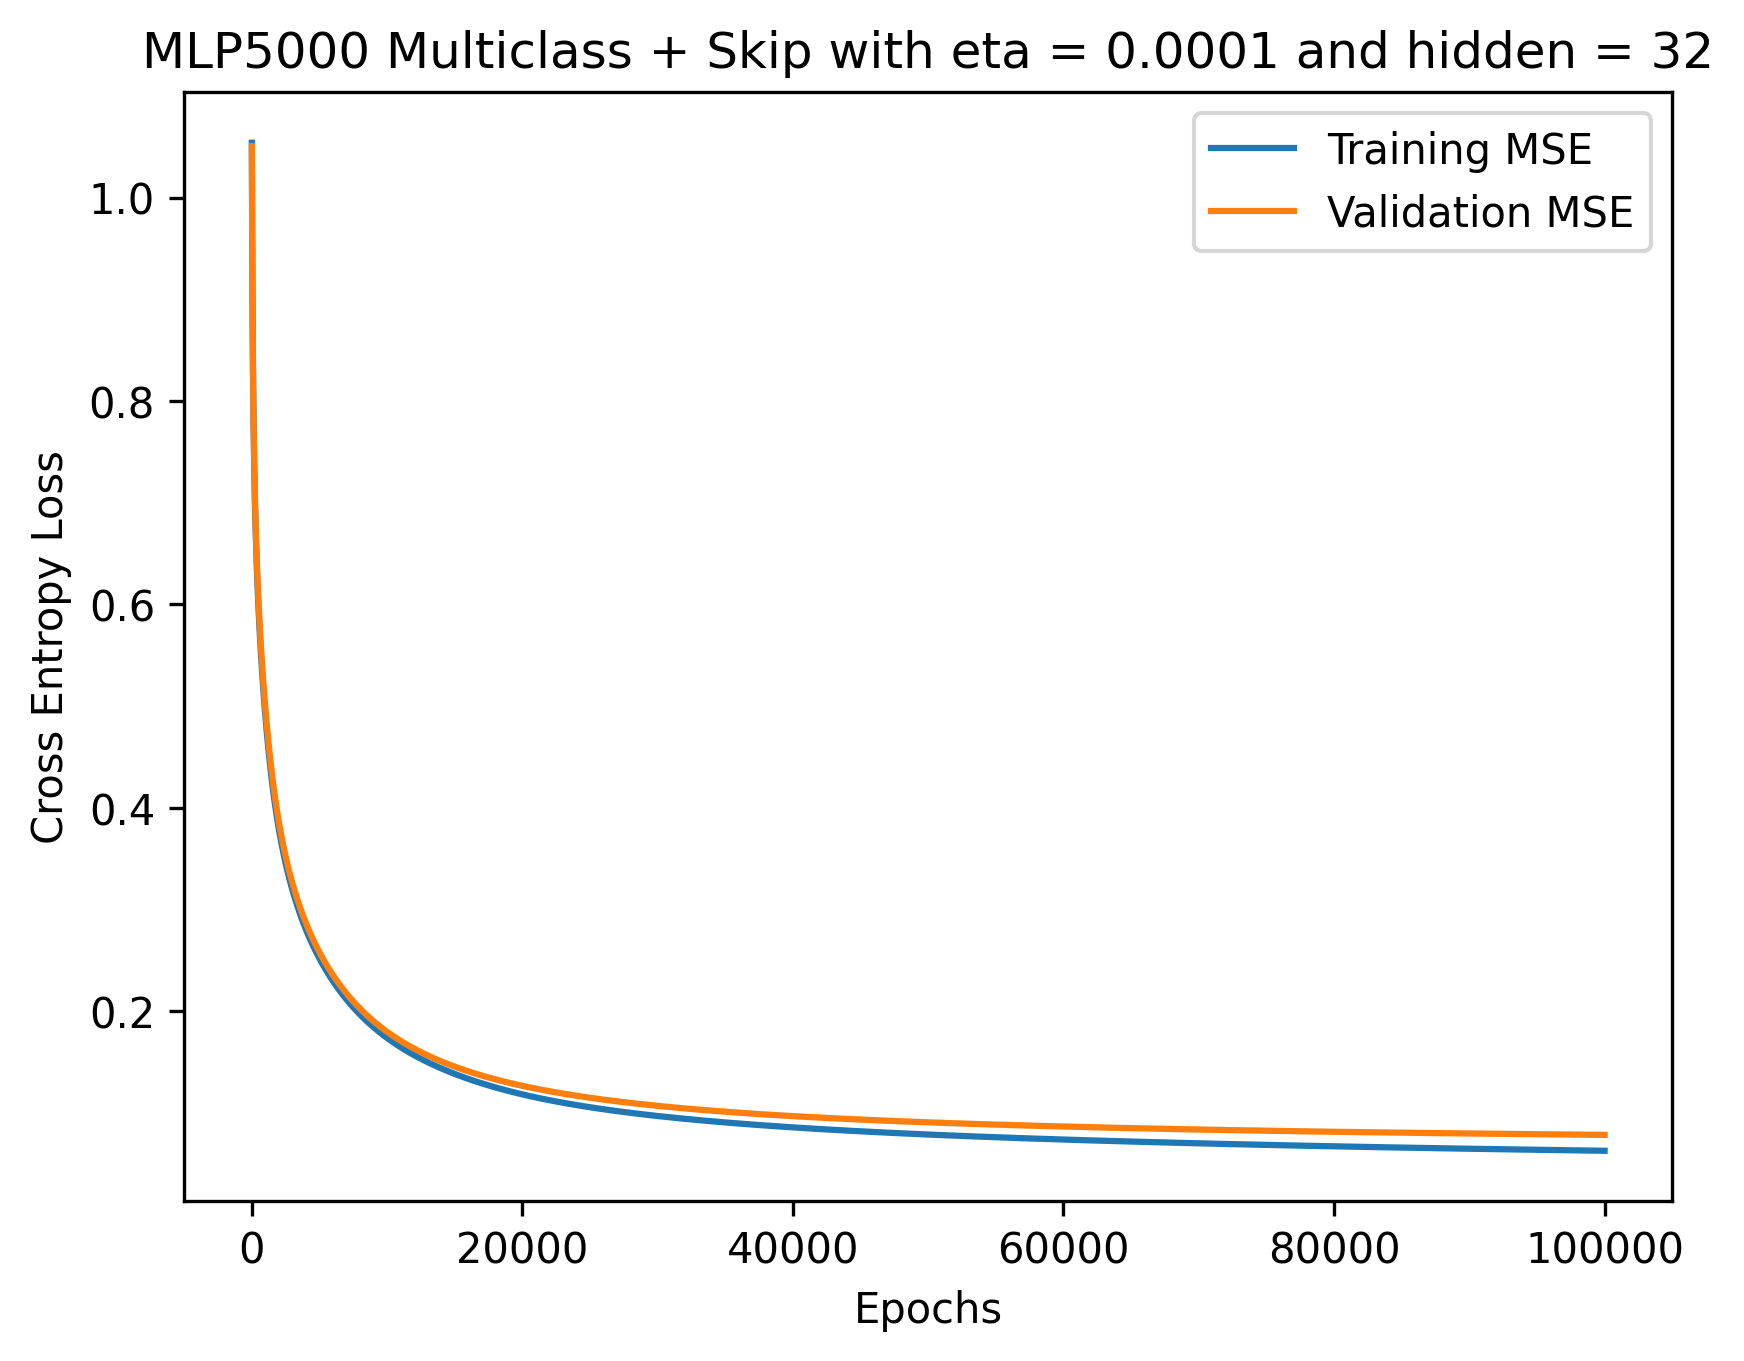 MLP5000 Multiclass + Skip with eta = 0.0001 and hidden = 32
Training MSE
Validation MSE
1.0
0.8
0.6
0.4
0.2
Cross Entropy Loss
0 20000 40000 60000 80000 100000
Epochs